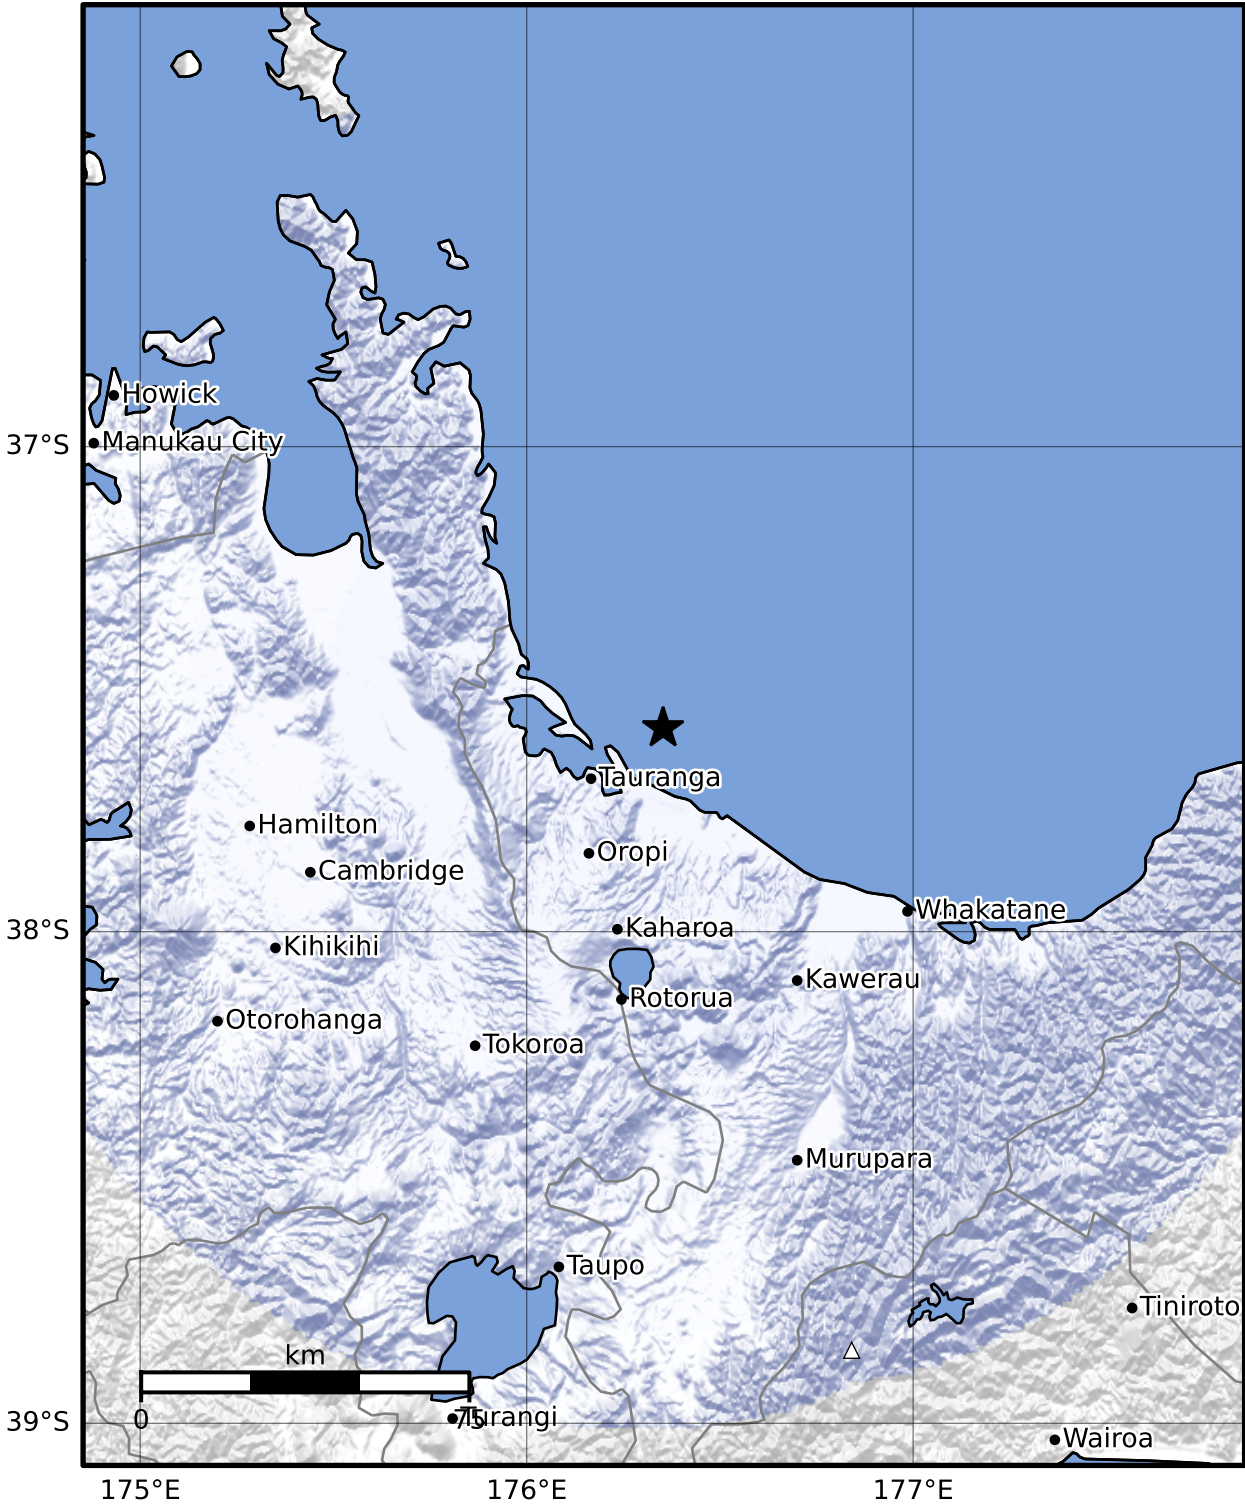 Howick
Manukau City
37°S
Tauranga
Hamilton
Oropi
Cambridge
Whakatane
Kaharoa
38°S
Kihikihi
Kawerau
Rotorua
Otorohanga
Tokoroa
Murupara
Taupo
Tiniroto
km
0
75
Turangi
39°S
Wairoa
175°E
176°E
177°E